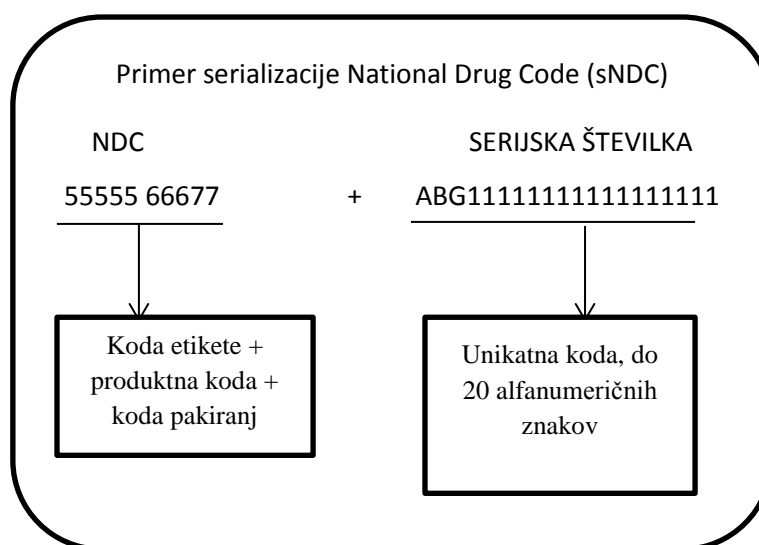 Primer serializacije National Drug Code (sNDC)
NDC
SERIJSKA ŠTEVILKA
55555 66677
+
ABG11111111111111111
Koda etikete +
produktna koda +
koda pakiranj
Unikatna koda, do
20 alfanumeričnih
znakov